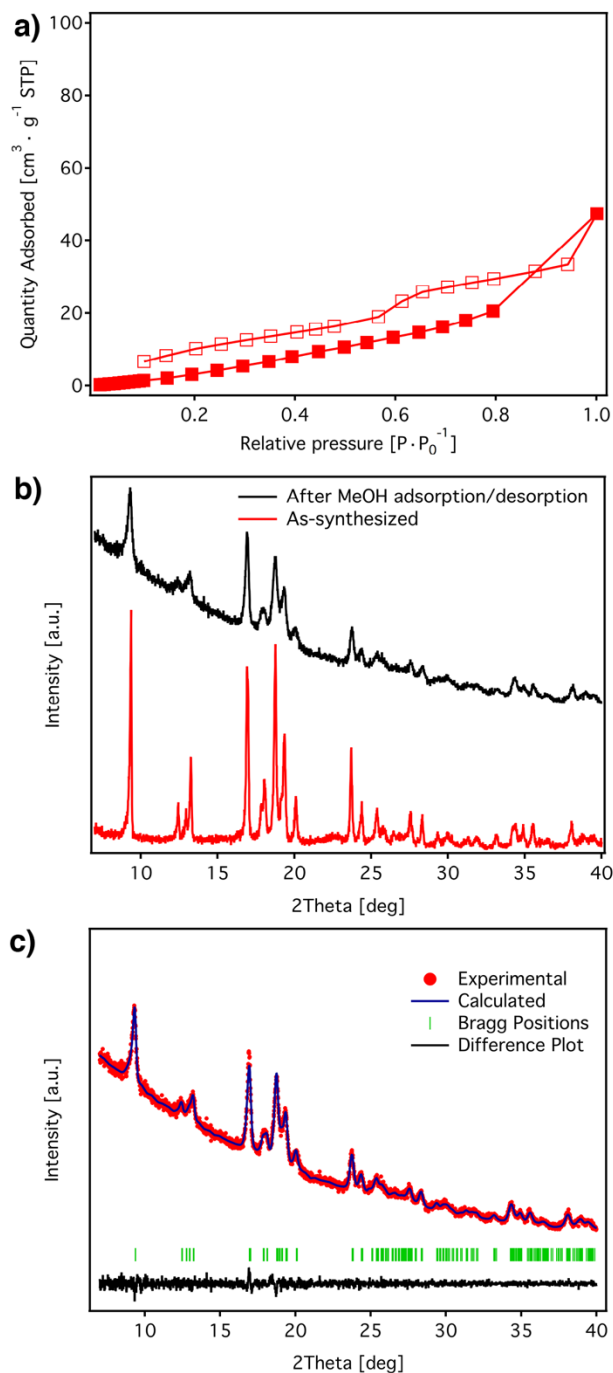 a)
100
80
60
40
20
0
Quantity Adsorbed [cm³ · g⁻¹ STP]
0.2
0.4
0.6
0.8
1.0
Relative pressure [P · P₀⁻¹]
b)
After MeOH adsorption/desorption
As-synthesized
Intensity [a.u.]
10
15
20
25
30
35
40
2Theta [deg]
c)
Experimental
Calculated
Bragg Positions
Difference Plot
Intensity [a.u.]
10
15
20
25
30
35
40
2Theta [deg]